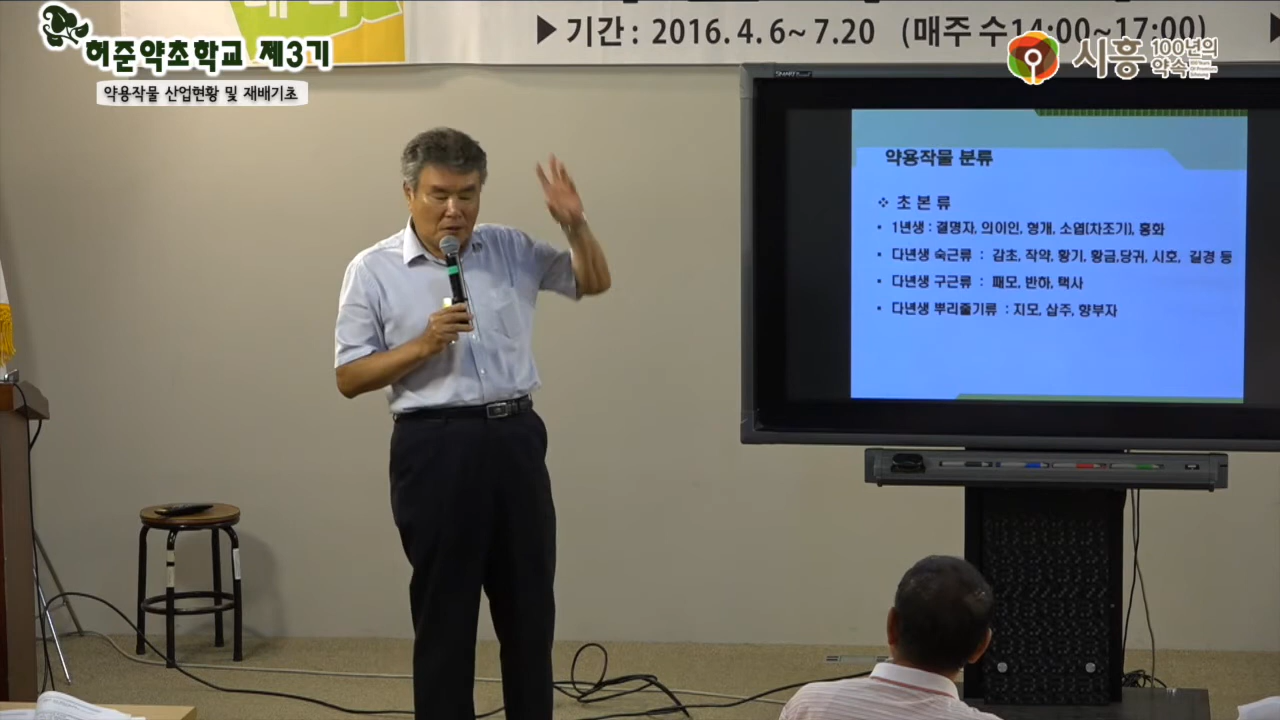 허준약초학교 제3기
약용작물 산업현황 및 재배기초
▶기간 : 2016. 4. 6~ 7.20 (매주 수14:00~17:00)
시흥 100년의 약속
약용작물 분류
❖ 초 본 류
▪ 1년생 : 결명자, 의이인, 형개, 소엽(차조기), 홍화
▪ 다년생 숙근류 : 감초, 작약, 황기, 황금,당귀, 시호, 길경 등
▪ 다년생 구근류 : 패모, 반하, 택사
▪ 다년생 뿌리줄기류 : 지모, 삽주, 향부자